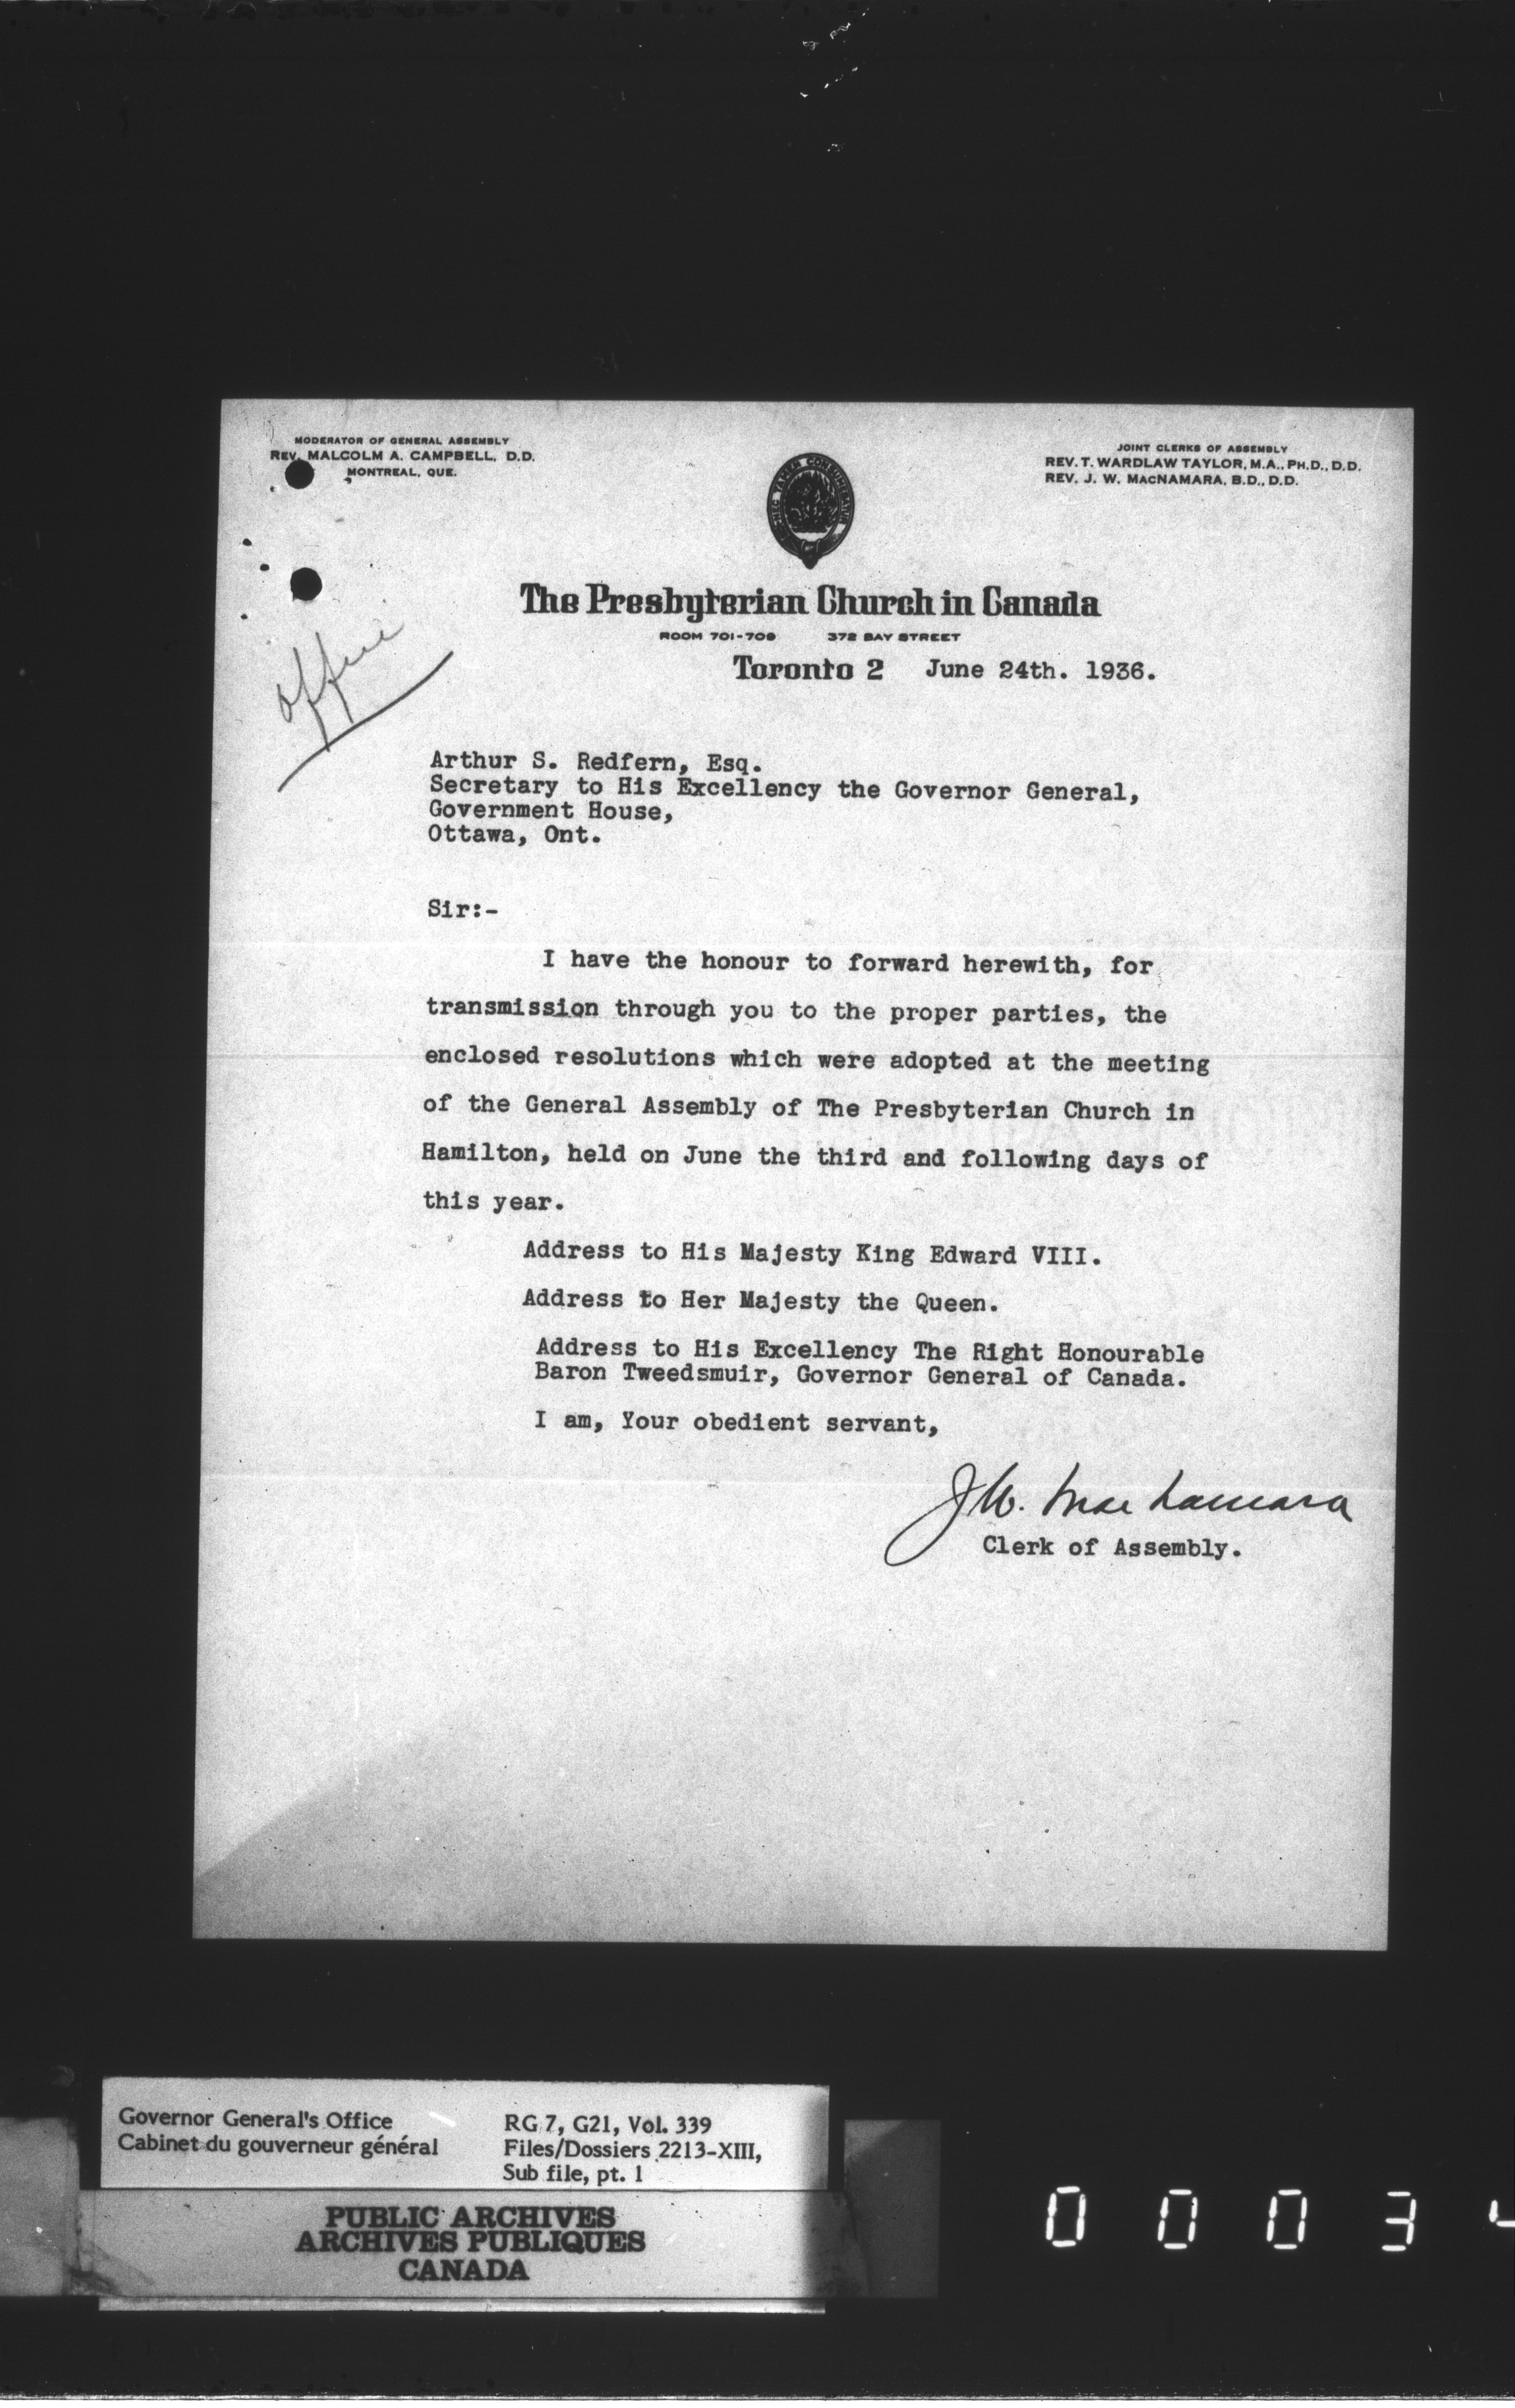 MODERATOR OF GENERAL ASSEMBLY
REV. MALCOLM A. CAMPBELL, D.D.
MONTREAL, QUE.
JOINT CLERKS OF ASSEMBLY
REV. T. WARDLAW TAYLOR, M.A., PH.D., D.D.
REV. J. W. MACNAMARA, B.D., D.D.
NEC TAMEN CONSUMEBATUR
The Presbyterian Church in Canada
ROOM 701-709 372 BAY STREET
Toronto 2 June 24th. 1936.
office
Arthur S. Redfern, Esq.
Secretary to His Excellency the Governor General,
Government House,
Ottawa, Ont.
Sir:-
I have the honour to forward herewith, for
transmission through you to the proper parties, the
enclosed resolutions which were adopted at the meeting
of the General Assembly of The Presbyterian Church in
Hamilton, held on June the third and following days of
this year.
Address to His Majesty King Edward VIII.
Address to Her Majesty the Queen.
Address to His Excellency The Right Honourable
Baron Tweedsmuir, Governor General of Canada.
I am, Your obedient servant,
J W. MacNamara
Clerk of Assembly.
Governor General's Office
Cabinet du gouverneur général
RG 7, G21, Vol. 339
Files/Dossiers 2213-XIII,
Sub file, pt. 1
PUBLIC ARCHIVES
ARCHIVES PUBLIQUES
CANADA
0 0 0 3